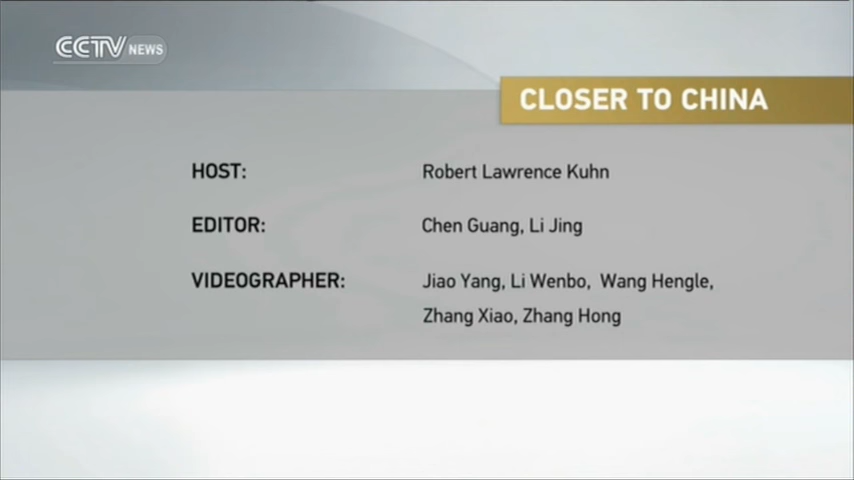 CCTV NEWS
CLOSER TO CHINA
HOST: Robert Lawrence Kuhn
EDITOR: Chen Guang, Li Jing
VIDEOGRAPHER: Jiao Yang, Li Wenbo, Wang Hengle,
Zhang Xiao, Zhang Hong